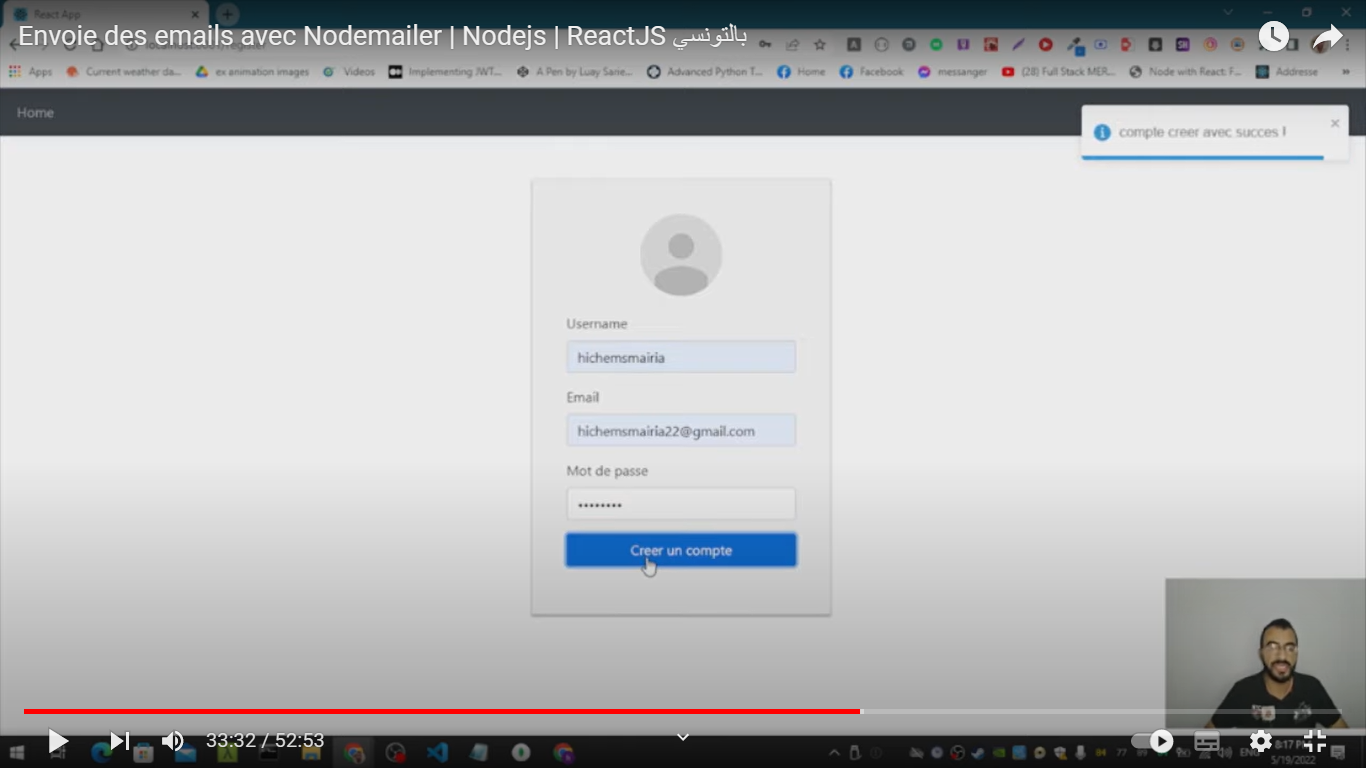 React App
Envoie des emails avec Nodemailer | Nodejs | ReactJS بالتونسي
Apps
Current weather da...
ex animation images
Videos
Implementing JWT...
A Pen by Luay Sarie...
Advanced Python T...
Home
Facebook
messanger
(28) Full Stack MER...
Node with React: F...
Addresse
»
Home
compte creer avec succes !
Username
hichemsmairia
Email
hichemsmairia22@gmail.com
Mot de passe
••••••••
Creer un compte
33:32 / 52:53
8:17 PM
5/19/2022